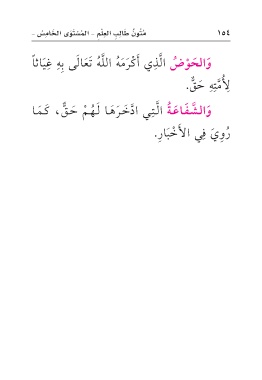 ١٥٤ مُتُونُ طَالِبِ العِلْمِ - المُسْتَوَى الخَامِسُ -
وَالحَوْضُ الَّذِي أَكْرَمَهُ اللَّهُ تَعَالَى بِهِ غِيَاثاً
لِأُمَّتِهِ حَقٌّ.
وَالشَّفَاعَةُ الَّتِي ادَّخَرَهَا لَهُمْ حَقٌّ، كَمَا
رُوِيَ فِي الأَخْبَارِ.